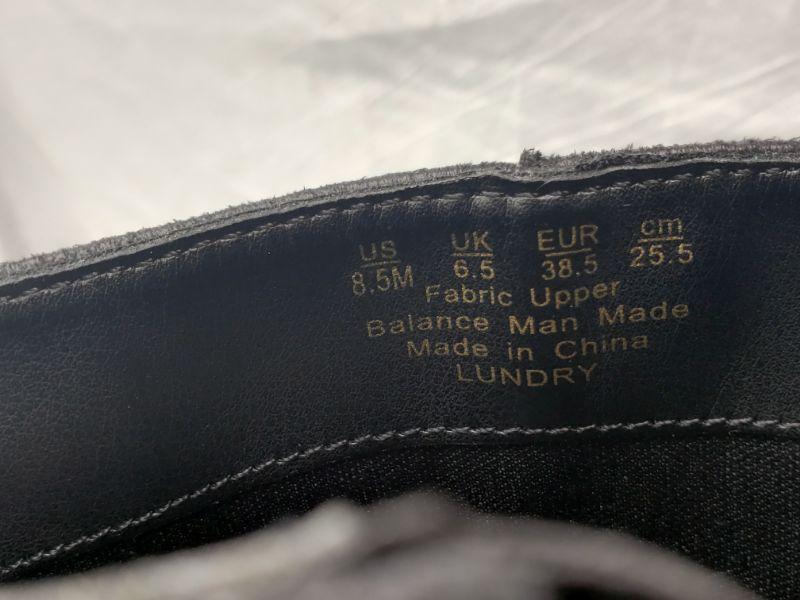 US UK EUR cm
8.5M 6.5 38.5 25.5
Fabric Upper
Balance Man Made
Made in China
LUNDRY